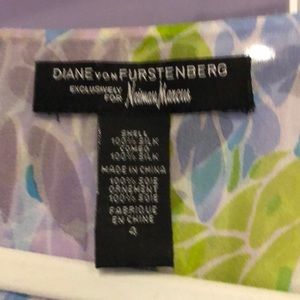 DIANE VON FURSTENBERG
EXCLUSIVELY FOR Neiman Marcus
SHELL
100% SILK
COMBO
100% SILK
MADE IN CHINA
100% SOIE
ORNEMENT
100% SOIE
FABRIQUE
EN CHINE
4